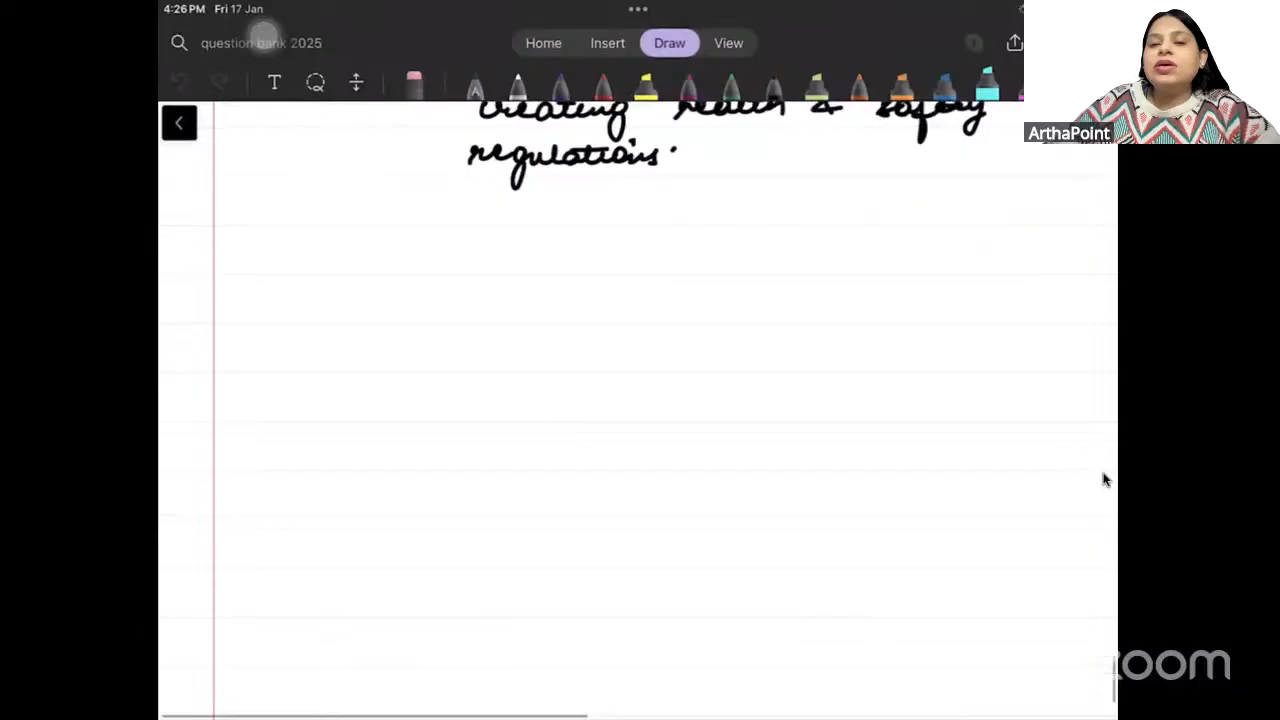 4:26 PM Fri 17 Jan
question bank 2025
Home Insert Draw View
T
A
ArthaPoint
creating health & safety
regulations.
zoom